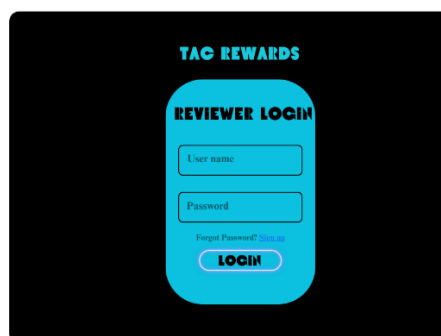 TAC REWARDS
REVIEWER LOGIN
User name
Password
Forgot Password? Sign up
LOGIN